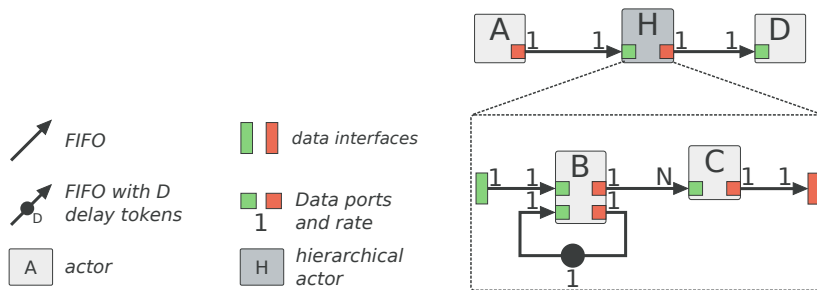 A
1
1
H
1
1
D
FIFO
FIFO with D
delay tokens
D
A
actor
data interfaces
Data ports
and rate
1
H
hierarchical
actor
1
1
B
1
N
C
1
1
1
1
1